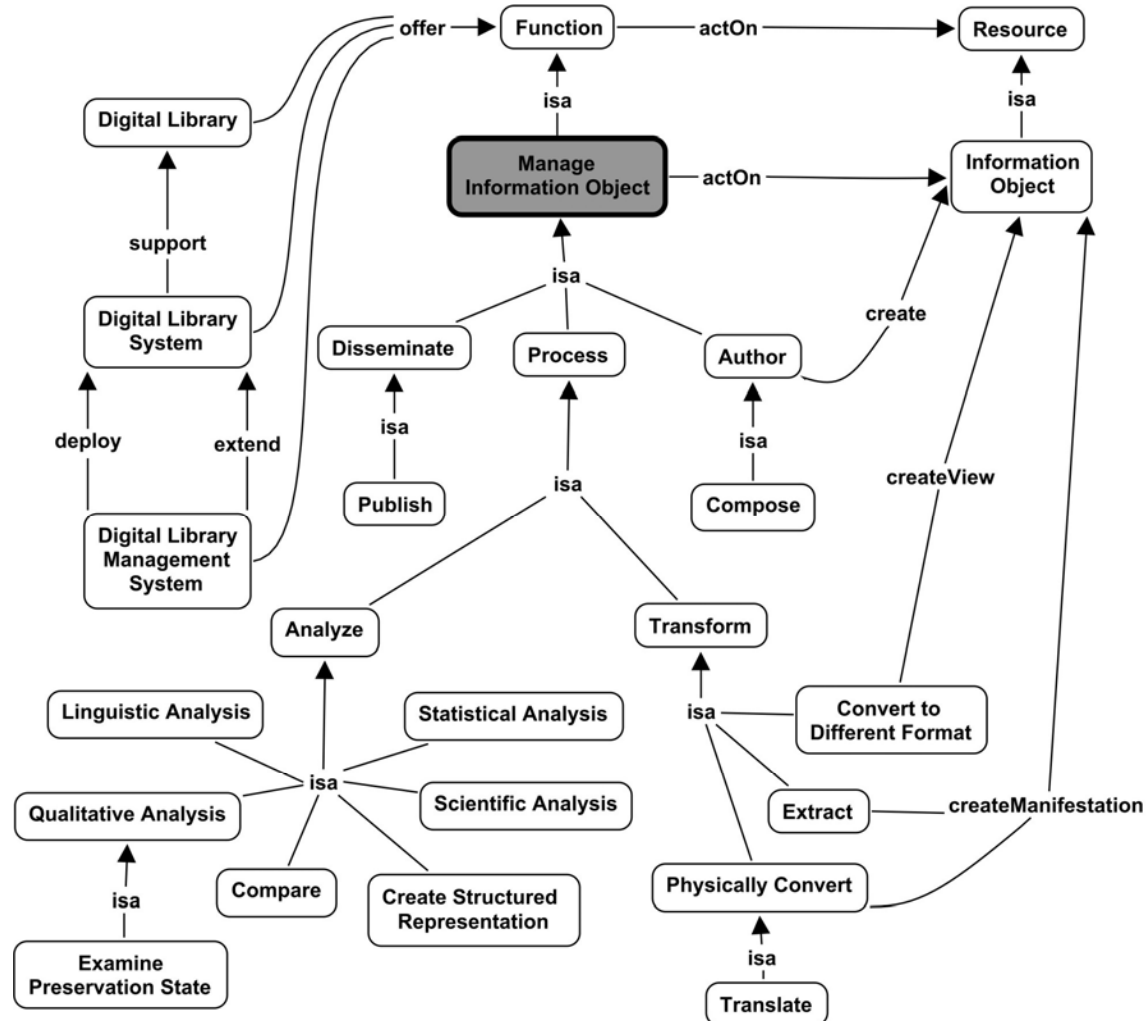 offer
Function
actOn
Resource
isa
isa
Digital Library
Manage
Information Object
actOn
Information
Object
support
isa
Digital Library
System
create
Disseminate
Process
Author
deploy
extend
isa
isa
isa
createView
Publish
Compose
Digital Library
Management
System
Analyze
Transform
Linguistic Analysis
Statistical Analysis
isa
Convert to
Different Format
isa
Qualitative Analysis
Scientific Analysis
Extract
createManifestation
Compare
Create Structured
Representation
Physically Convert
isa
isa
Examine
Preservation State
Translate